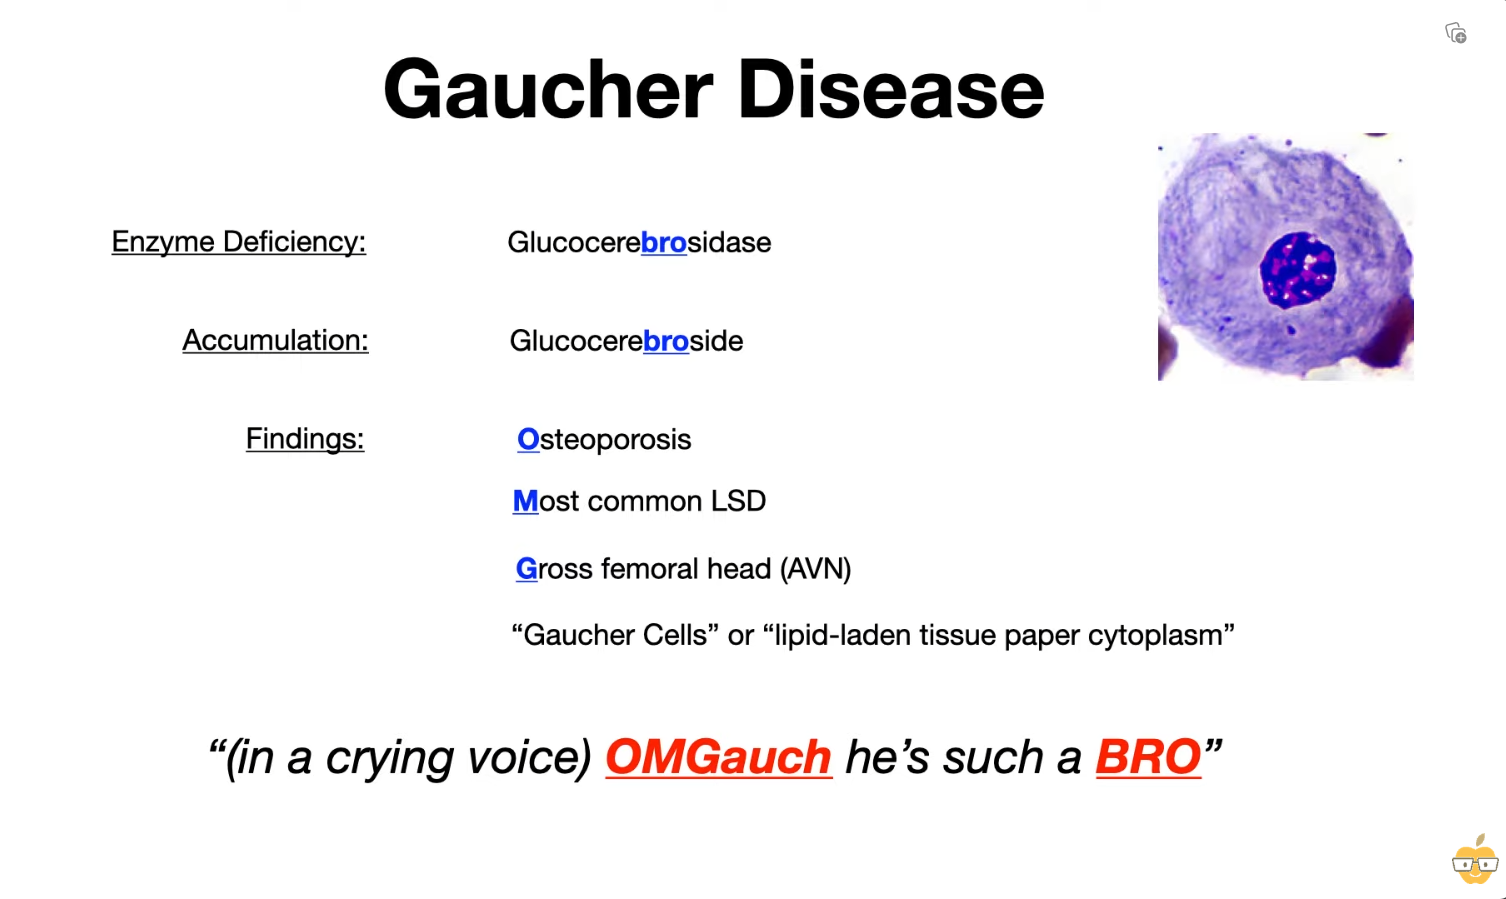 Gaucher Disease
Enzyme Deficiency: Glucocerebrosidase
Accumulation: Glucocerebroside
Findings: Osteoporosis
Most common LSD
Gross femoral head (AVN)
“Gaucher Cells” or “lipid-laden tissue paper cytoplasm”
“(in a crying voice) OMGauch he’s such a BRO”